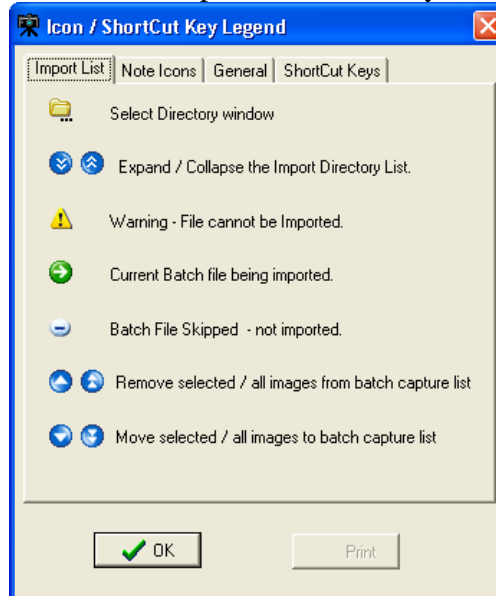 Icon / ShortCut Key Legend
Import List Note Icons General ShortCut Keys
Select Directory window
Expand / Collapse the Import Directory List.
Warning - File cannot be Imported.
Current Batch file being imported.
Batch File Skipped - not imported.
Remove selected / all images from batch capture list
Move selected / all images to batch capture list
OK Print